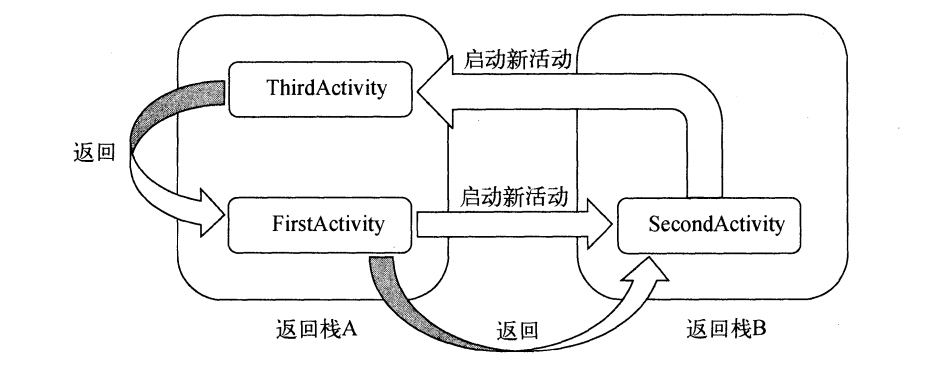 启动新活动
ThirdActivity
返回
启动新活动
FirstActivity
SecondActivity
返回栈A
返回
返回栈B